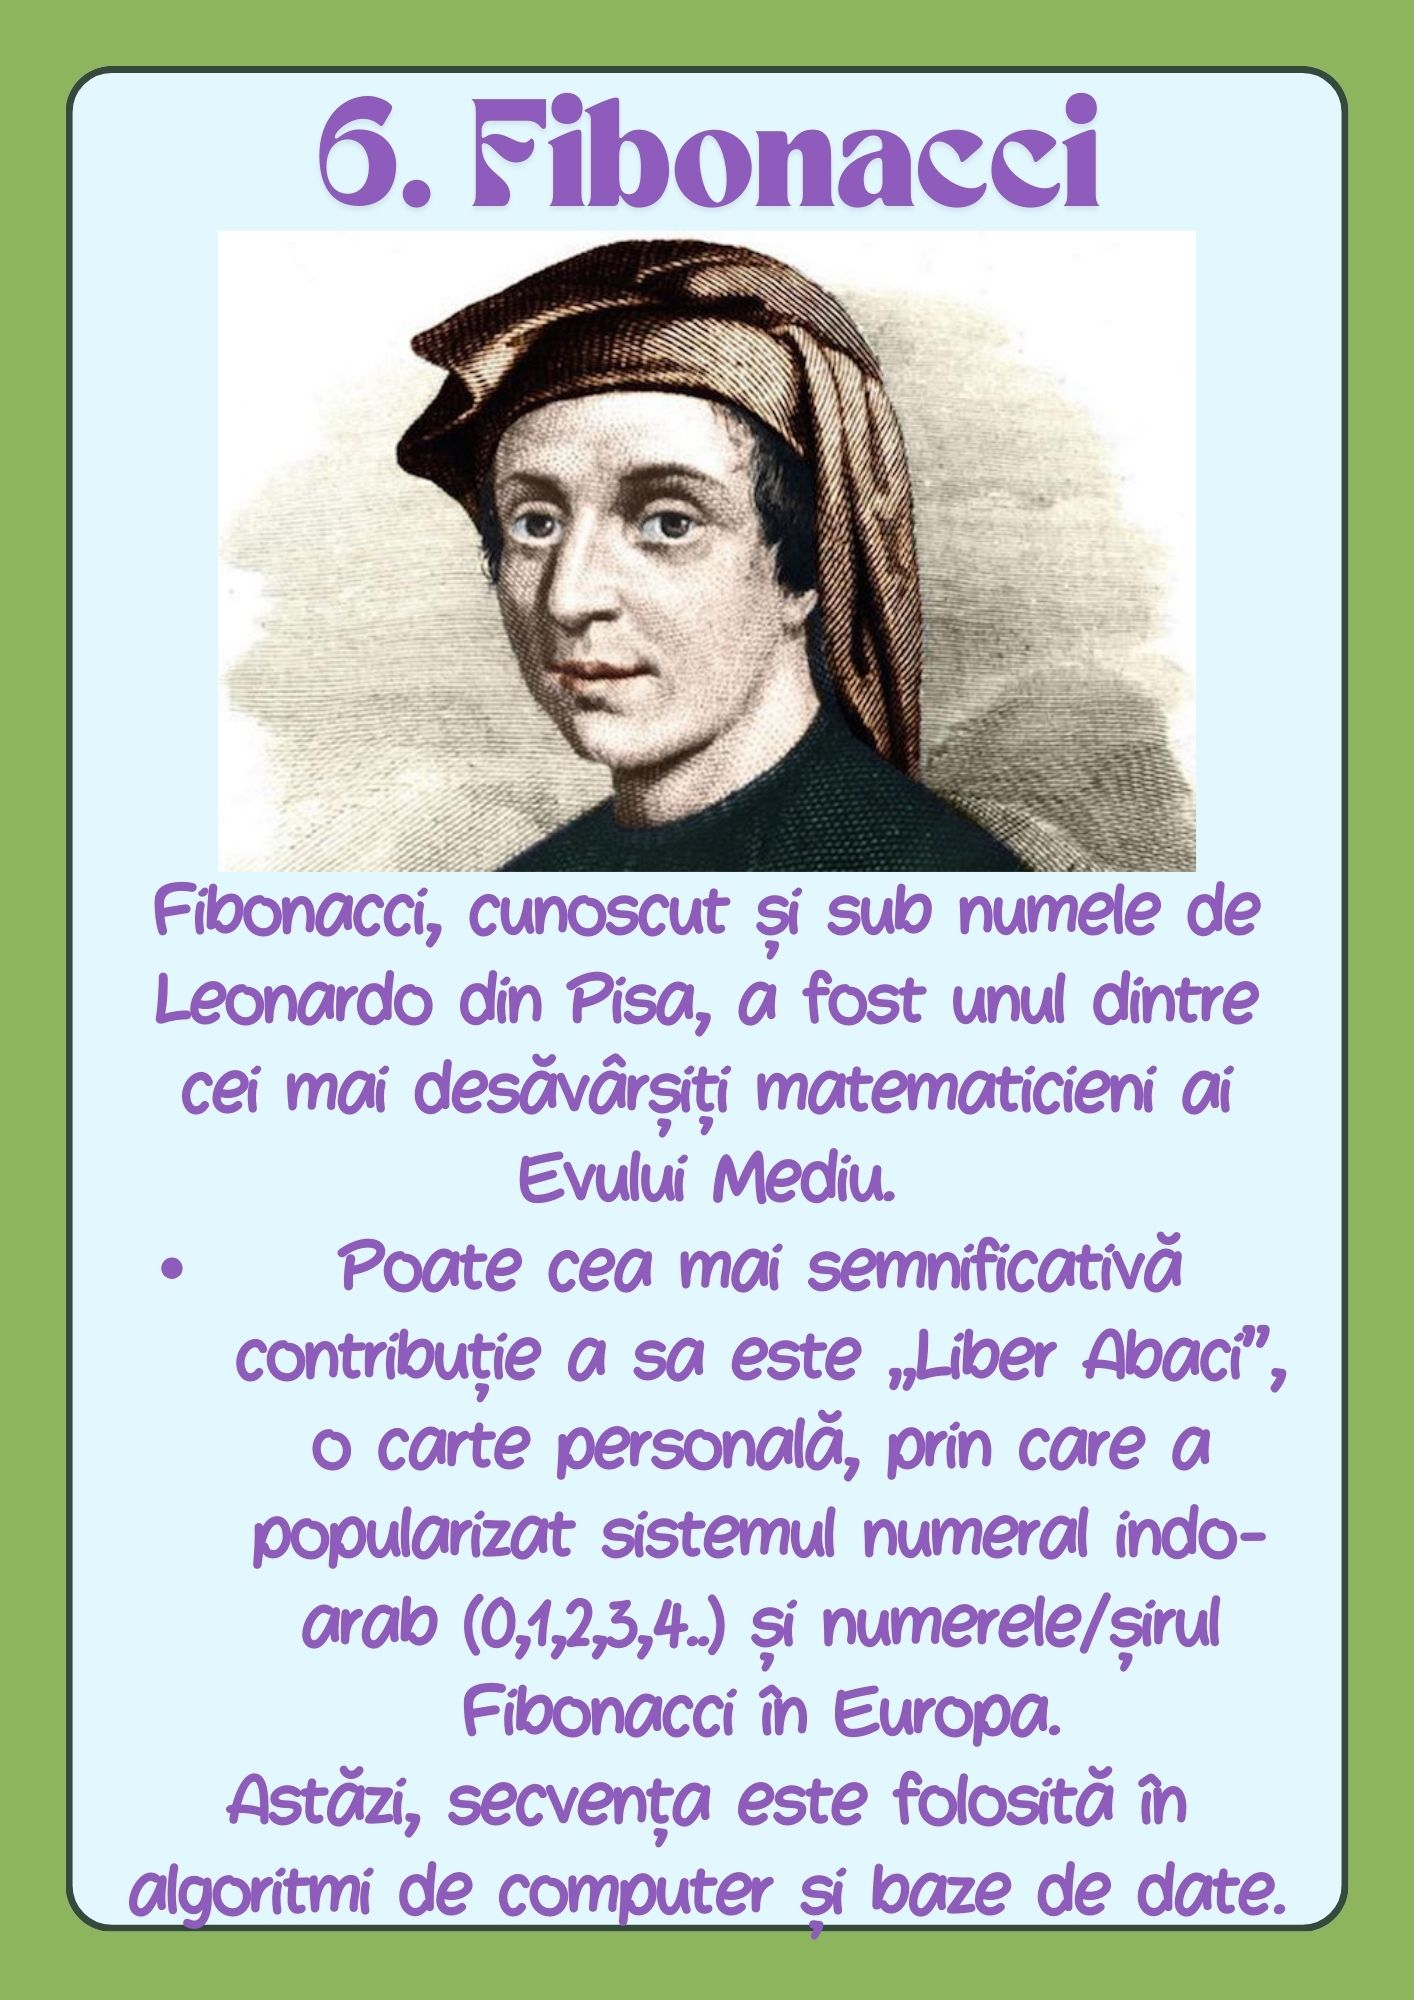 6. Fibonacci
Fibonacci, cunoscut și sub numele de
Leonardo din Pisa, a fost unul dintre
cei mai desăvârșiți matematicieni ai
Evului Mediu.
• Poate cea mai semnificativă
contribuție a sa este „Liber Abaci”,
o carte personală, prin care a
popularizat sistemul numeral indo-
arab (0,1,2,3,4..) și numerele/șirul
Fibonacci în Europa.
Astăzi, secvența este folosită în
algoritmi de computer și baze de date.